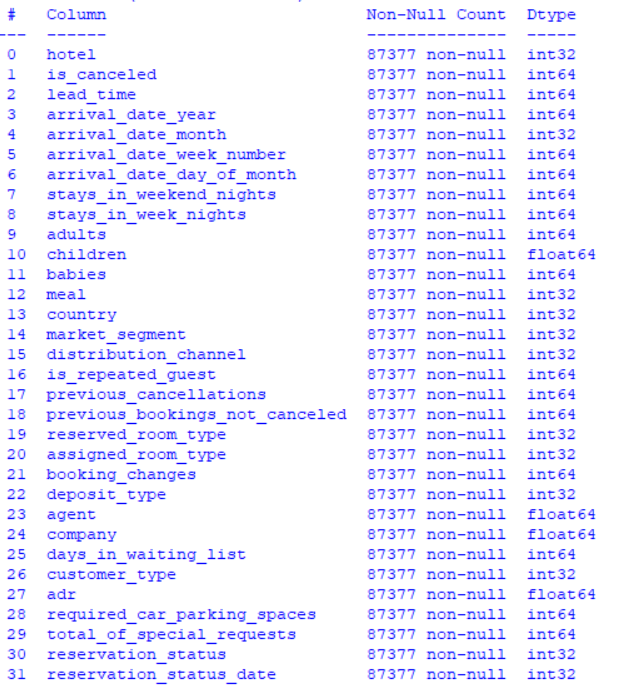 #   Column                          Non-Null Count  Dtype
--- ------                          --------------  -----
0   hotel                           87377 non-null  int32
1   is_canceled                     87377 non-null  int64
2   lead_time                       87377 non-null  int64
3   arrival_date_year               87377 non-null  int64
4   arrival_date_month              87377 non-null  int32
5   arrival_date_week_number        87377 non-null  int64
6   arrival_date_day_of_month       87377 non-null  int64
7   stays_in_weekend_nights         87377 non-null  int64
8   stays_in_week_nights            87377 non-null  int64
9   adults                          87377 non-null  int64
10  children                        87377 non-null  float64
11  babies                          87377 non-null  int64
12  meal                            87377 non-null  int32
13  country                         87377 non-null  int32
14  market_segment                  87377 non-null  int32
15  distribution_channel            87377 non-null  int32
16  is_repeated_guest               87377 non-null  int64
17  previous_cancellations          87377 non-null  int64
18  previous_bookings_not_canceled  87377 non-null  int64
19  reserved_room_type              87377 non-null  int32
20  assigned_room_type              87377 non-null  int32
21  booking_changes                 87377 non-null  int64
22  deposit_type                    87377 non-null  int32
23  agent                           87377 non-null  float64
24  company                         87377 non-null  float64
25  days_in_waiting_list            87377 non-null  int64
26  customer_type                   87377 non-null  int32
27  adr                             87377 non-null  float64
28  required_car_parking_spaces     87377 non-null  int64
29  total_of_special_requests       87377 non-null  int64
30  reservation_status              87377 non-null  int32
31  reservation_status_date         87377 non-null  int32